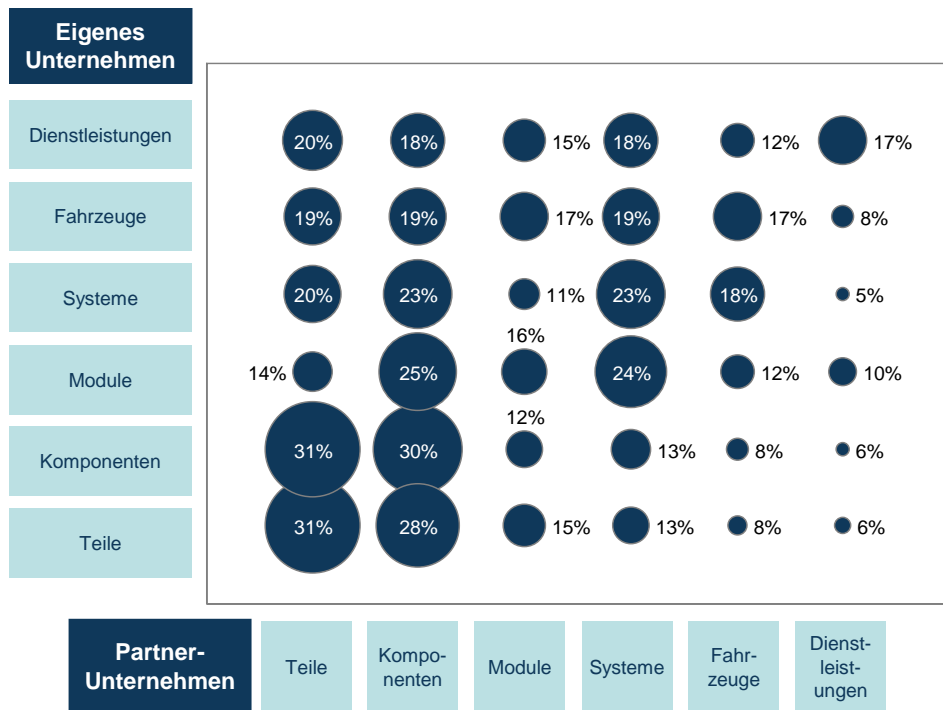 Eigenes
Unternehmen
Dienstleistungen
20% 18% 15% 18% 12% 17%
Fahrzeuge
19% 19% 17% 19% 17% 8%
Systeme
20% 23% 11% 23% 18% 5%
16%
Module
14% 25% 24% 12% 10%
12%
Komponenten
31% 30% 13% 8% 6%
Teile
31% 28% 15% 13% 8% 6%
Partner-
Unternehmen
Teile
Kompo-
nenten
Module
Systeme
Fahr-
zeuge
Dienst-
leist-
ungen